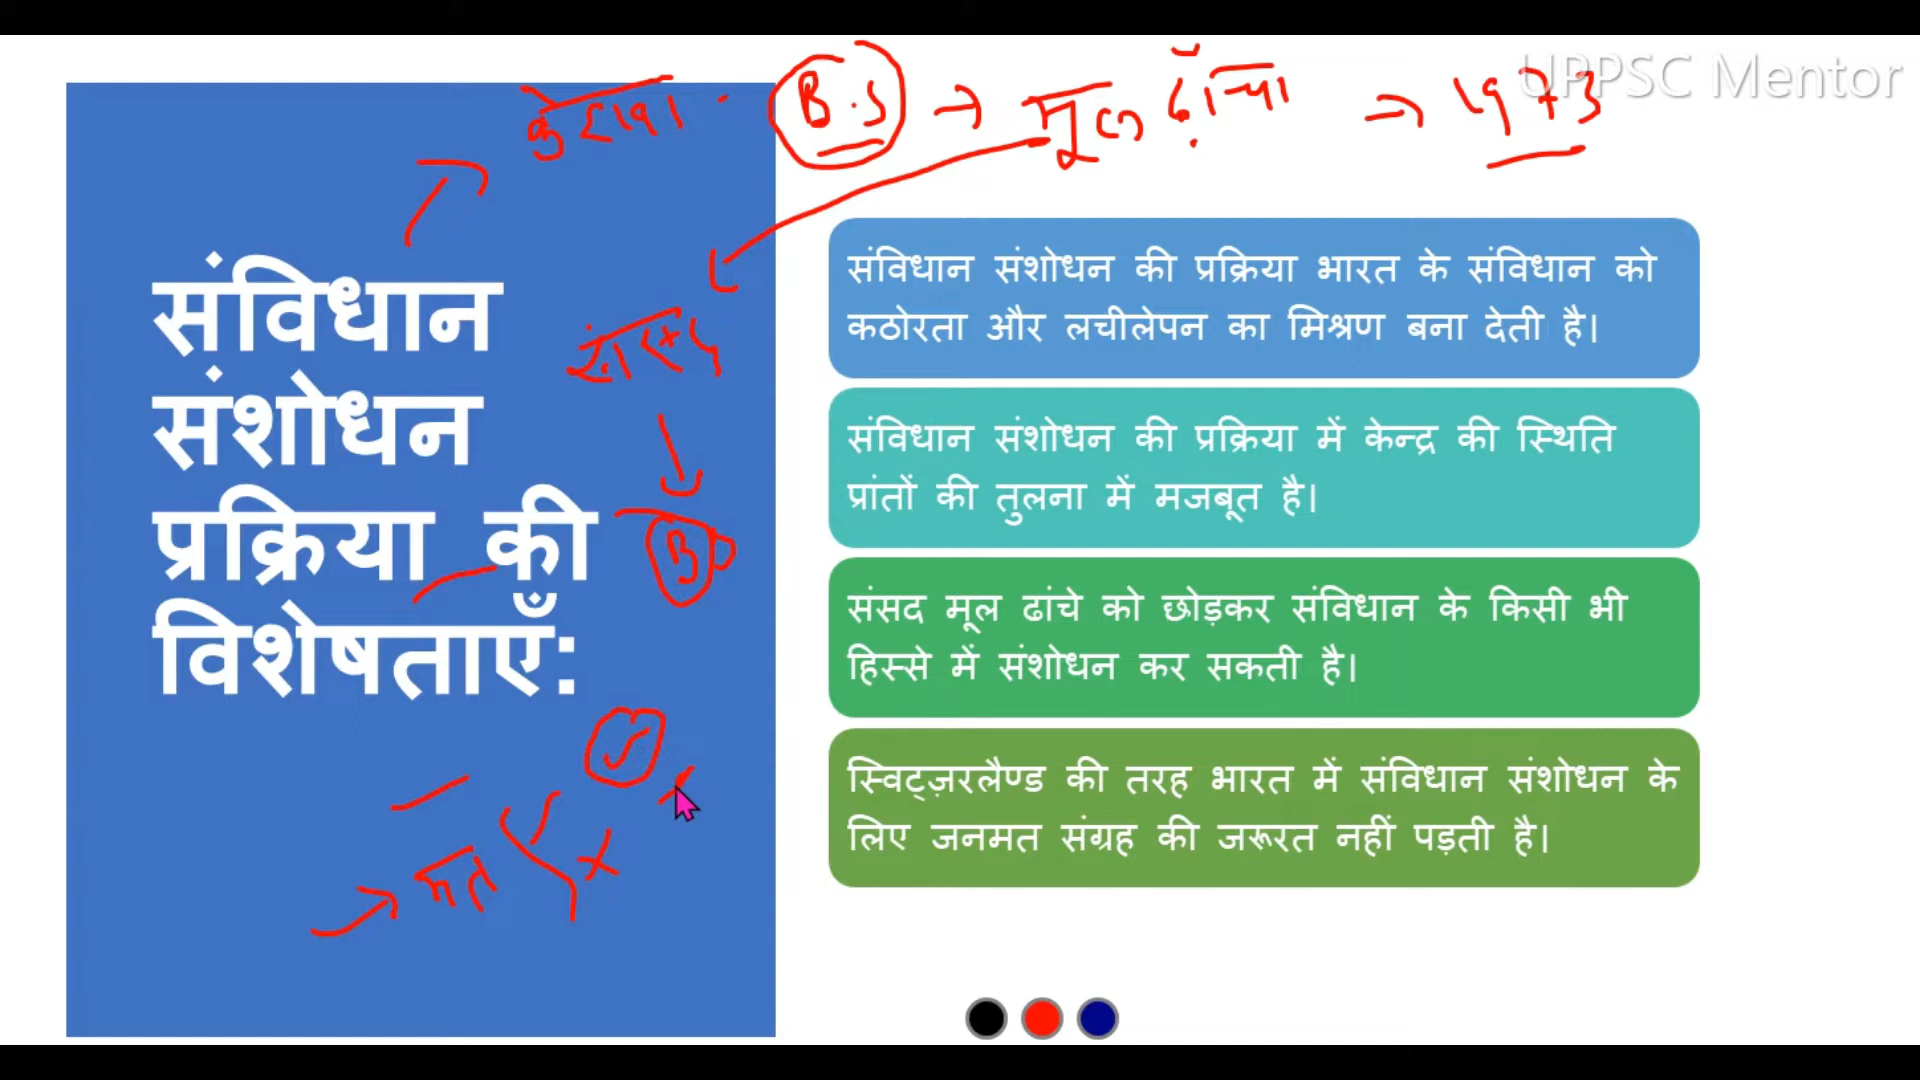 UPPSC Mentor
B.S → मूल ढांचा → 1973
संविधान
संशोधन
प्रक्रिया की
विशेषताएँ:
संविधान संशोधन की प्रक्रिया भारत के संविधान को
कठोरता और लचीलेपन का मिश्रण बना देती है।
संविधान संशोधन की प्रक्रिया में केन्द्र की स्थिति
प्रांतों की तुलना में मजबूत है।
संसद मूल ढांचे को छोड़कर संविधान के किसी भी
हिस्से में संशोधन कर सकती है।
स्विट्ज़रलैण्ड की तरह भारत में संविधान संशोधन के
लिए जनमत संग्रह की जरूरत नहीं पड़ती है।
मत